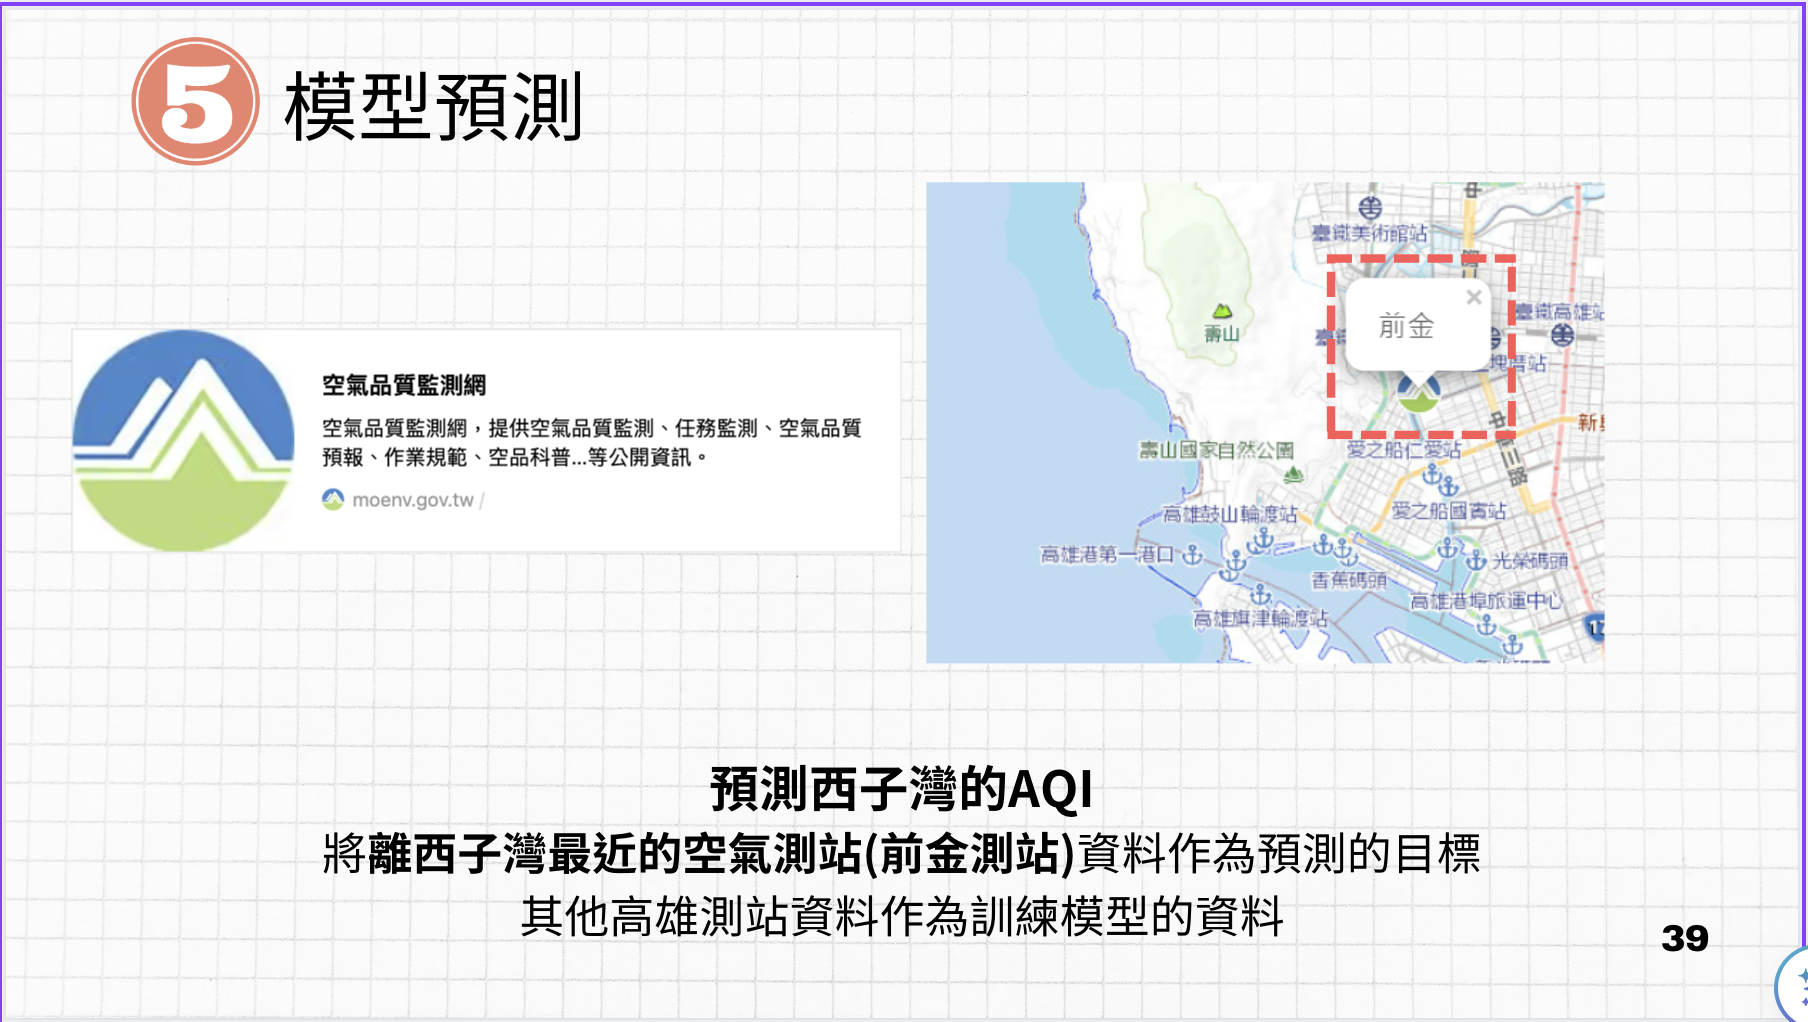 5 模型預測
空氣品質監測網
空氣品質監測網，提供空氣品質監測、任務監測、空氣品質
預報、作業規範、空品科普...等公開資訊。
moenv.gov.tw /
臺鐵美術館站
前金
×
臺鐵高雄站
塊厝站
壽山
新
中
三路
壽山國家自然公園
愛之船仁愛站
高雄鼓山輪渡站
愛之船國賓站
高雄港第一港口
光榮碼頭
香蕉碼頭
高雄港埠旅運中心
高雄旗津輪渡站
17
預測西子灣的AQI
將離西子灣最近的空氣測站(前金測站)資料作為預測的目標
其他高雄測站資料作為訓練模型的資料
39